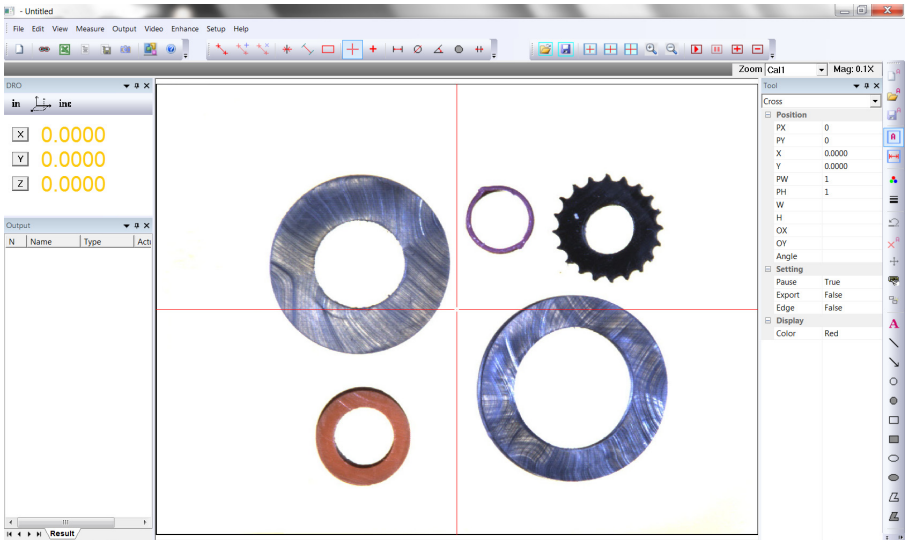 - Untitled
File Edit View Measure Output Video Enhance Setup Help
Zoom Cal1 Mag: 0.1X
DRO
in inc
X 0.0000
Y 0.0000
Z 0.0000
Output
N Name Type Actu
Result
Tool
Cross
Position
PX 0
PY 0
X 0.0000
Y 0.0000
PW 1
PH 1
W
H
OX
OY
Angle
Setting
Pause True
Export False
Edge False
Display
Color Red
A
A